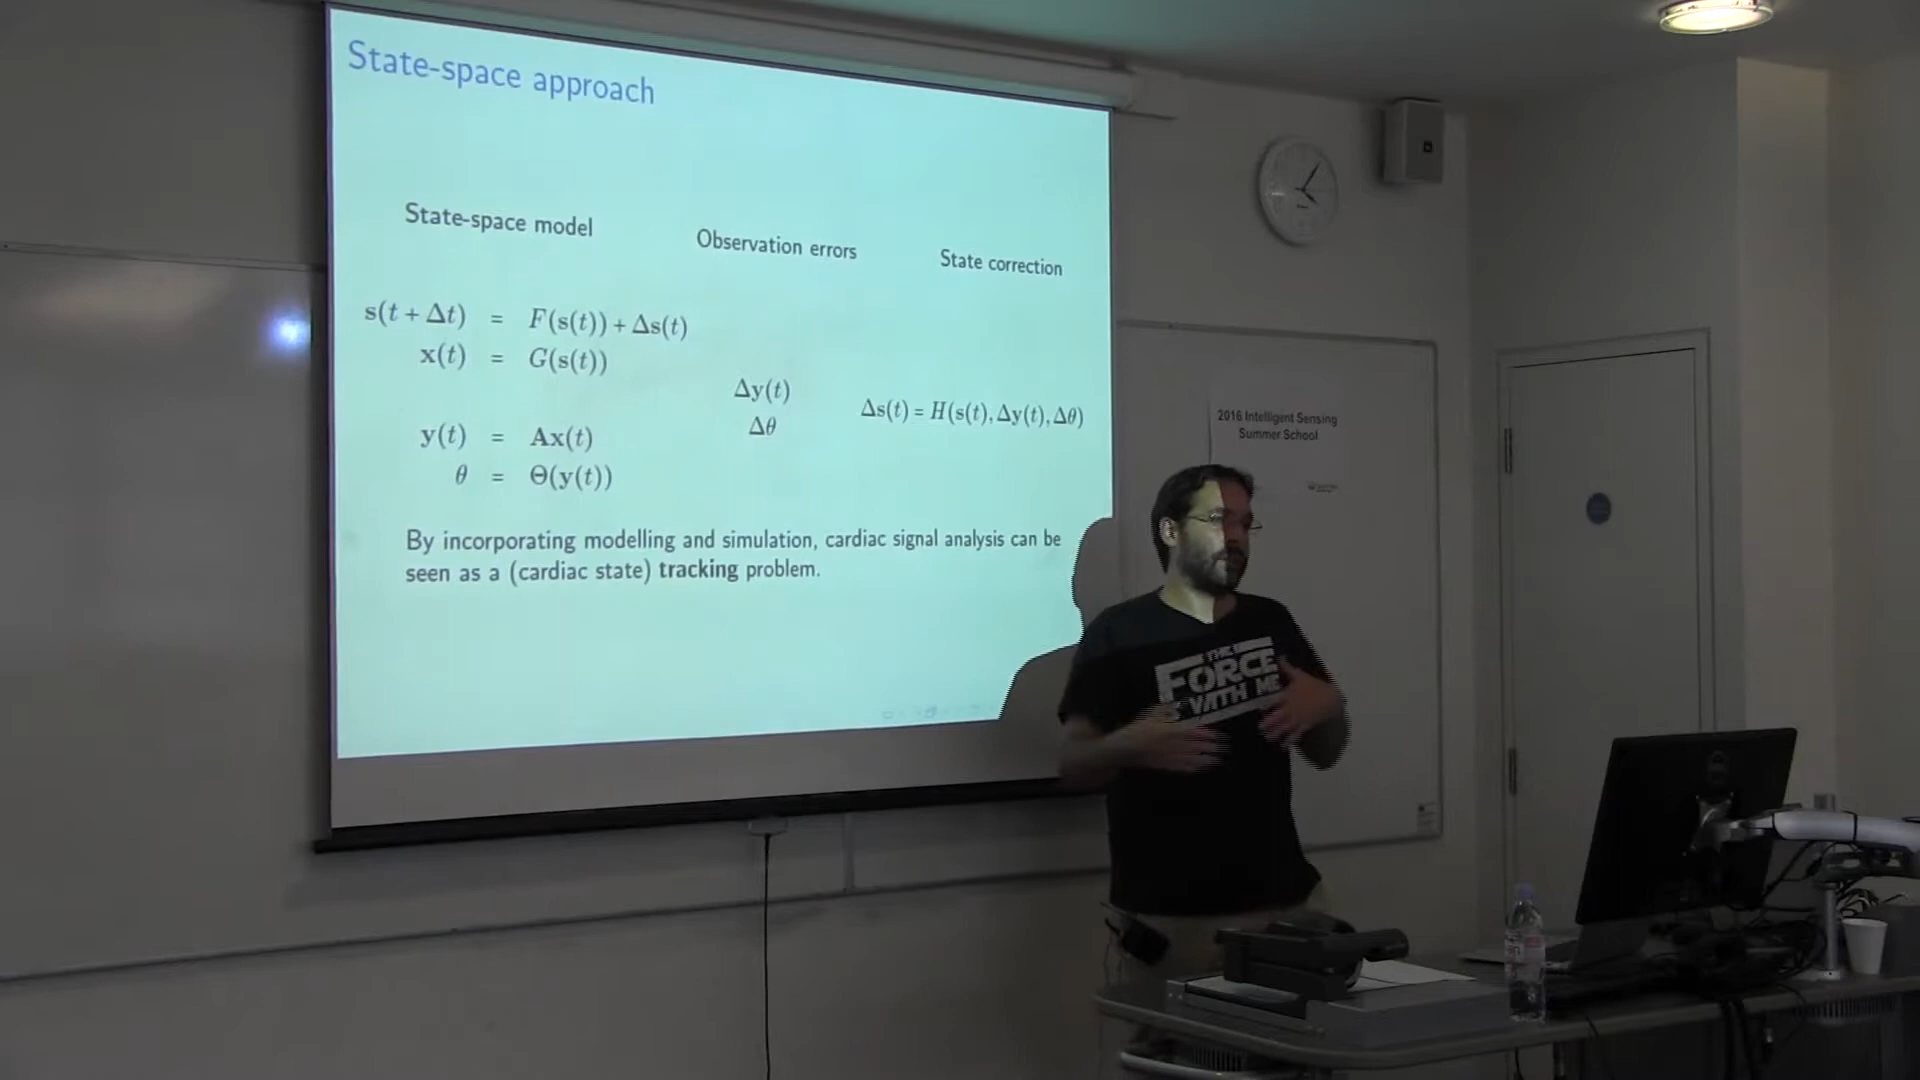 State-space approach
State-space model
Observation errors
State correction
s(t + Δt) = F(s(t)) + Δs(t)
x(t) = G(s(t))
y(t) = Ax(t)
θ = Θ(y(t))
Δy(t)
Δθ
Δs(t) = H(s(t), Δy(t), Δθ)
By incorporating modelling and simulation, cardiac signal analysis can be
seen as a (cardiac state) tracking problem.
2016 Intelligent Sensing
Summer School
THE
FORCE
IS WITH ME